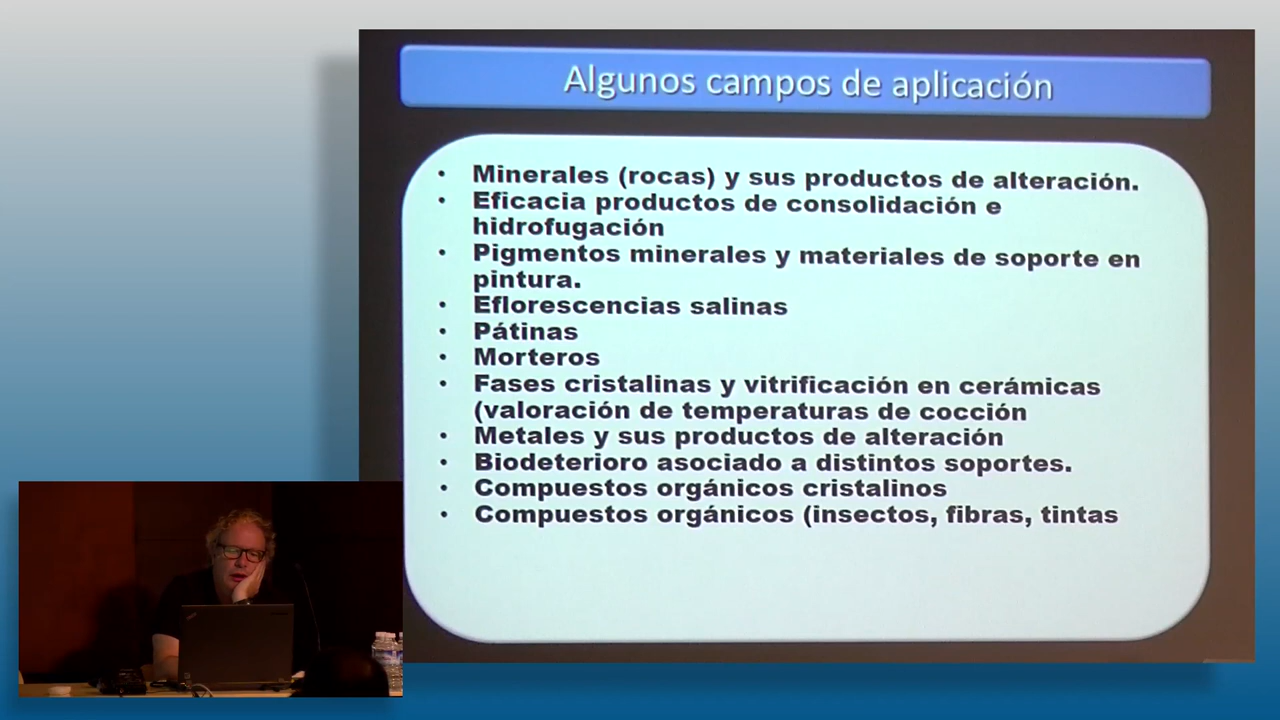 Algunos campos de aplicación
• Minerales (rocas) y sus productos de alteración.
• Eficacia productos de consolidación e
hidrofugación
• Pigmentos minerales y materiales de soporte en
pintura.
• Eflorescencias salinas
• Pátinas
• Morteros
• Fases cristalinas y vitrificación en cerámicas
(valoración de temperaturas de cocción
• Metales y sus productos de alteración
• Biodeterioro asociado a distintos soportes.
• Compuestos orgánicos cristalinos
• Compuestos orgánicos (insectos, fibras, tintas